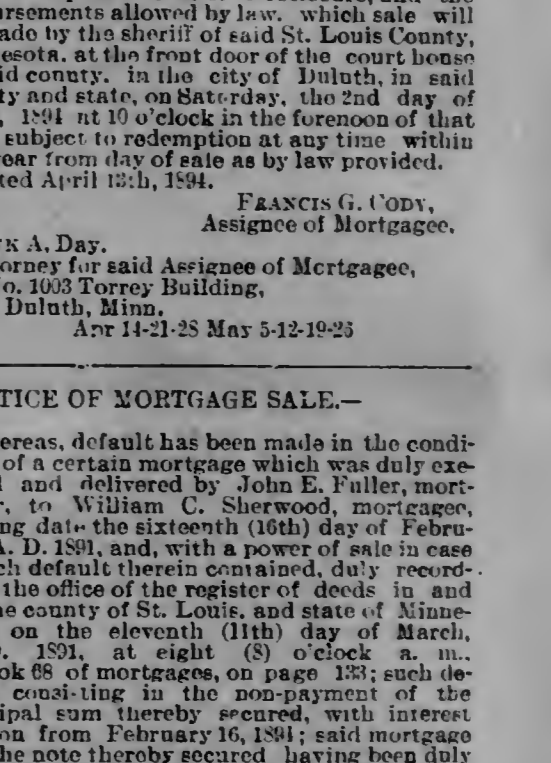 ursements allowed by law. which sale will
ade by the sheriff of said St. Louis County,
nesota. at the front door of the court house
id county. in the city of Duluth, in said
ty and state, on Saturday, the 2nd day of
, 1894 at 10 o'clock in the forenoon of that
subject to redemption at any time within
year from day of sale as by law provided.
ted April 13th, 1894.
FRANCIS G. CODY,
Assignee of Mortgagee.
K A. Day.
orney for said Assignee of Mortgagee,
No. 1003 Torrey Building,
Duluth, Minn.
Apr 14-21-28 May 5-12-19-26
TICE OF MORTGAGE SALE.—
ereas, default has been made in the condi-
of a certain mortgage which was duly exe-
d and delivered by John E. Fuller, mort-
r, to William C. Sherwood, mortgagee,
ng date the sixteenth (16th) day of Febru-
A. D. 1891, and, with a power of sale in case
ch default therein contained, duly record-
the office of the register of deeds in and
he county of St. Louis. and state of Minne-
on the eleventh (11th) day of March,
. 1891, at eight (8) o'clock a. m.,
ok 68 of mortgages, on page 133; such de-
consisting in the non-payment of the
ipal sum thereby secured, with interest
on from February 16, 1891; said mortgage
he note thereby secured having been duly